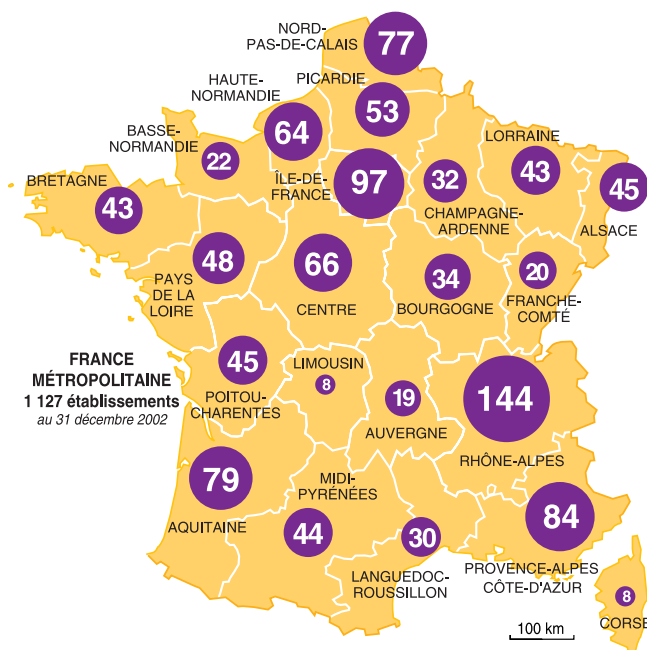 NORD-
PAS-DE-CALAIS
77
HAUTE-
NORMANDIE
PICARDIE
53
64
BASSE-
NORMANDIE
22
LORRAINE
43
BRETAGNE
43
ÎLE-DE-
FRANCE
97
32
CHAMPAGNE-
ARDENNE
45
ALSACE
48
PAYS
DE LA
LOIRE
66
CENTRE
34
BOURGOGNE
20
FRANCHE-
COMTÉ
FRANCE
MÉTROPOLITAINE
1 127 établissements
au 31 décembre 2002
45
POITOU-
CHARENTES
LIMOUSIN
8
19
AUVERGNE
144
RHÔNE-ALPES
79
AQUITAINE
MIDI-
PYRÉNÉES
44
30
LANGUEDOC-
ROUSSILLON
84
PROVENCE-ALPES
CÔTE-D'AZUR
8
CORSE
100 km